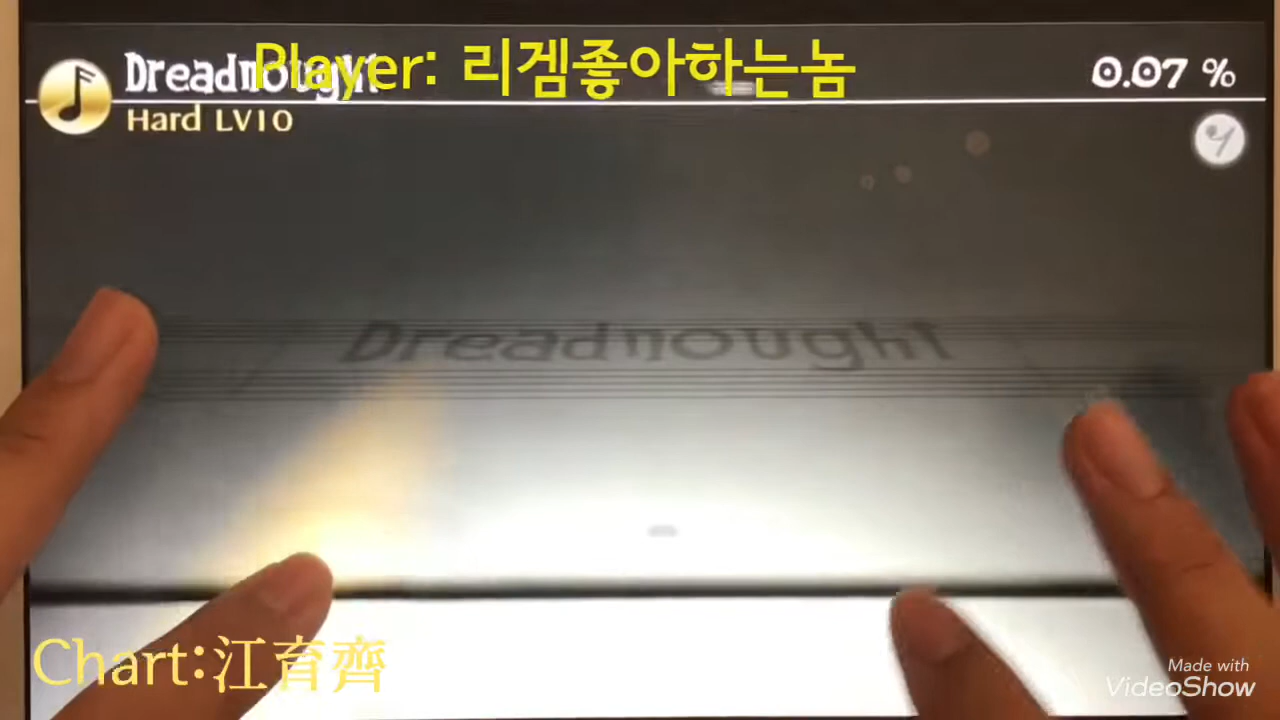 Dreadnought
Player: 리겜좋아하는놈
0.07 %
Hard LV10
Dreadnought
Chart:江育齊
Made with
VideoShow